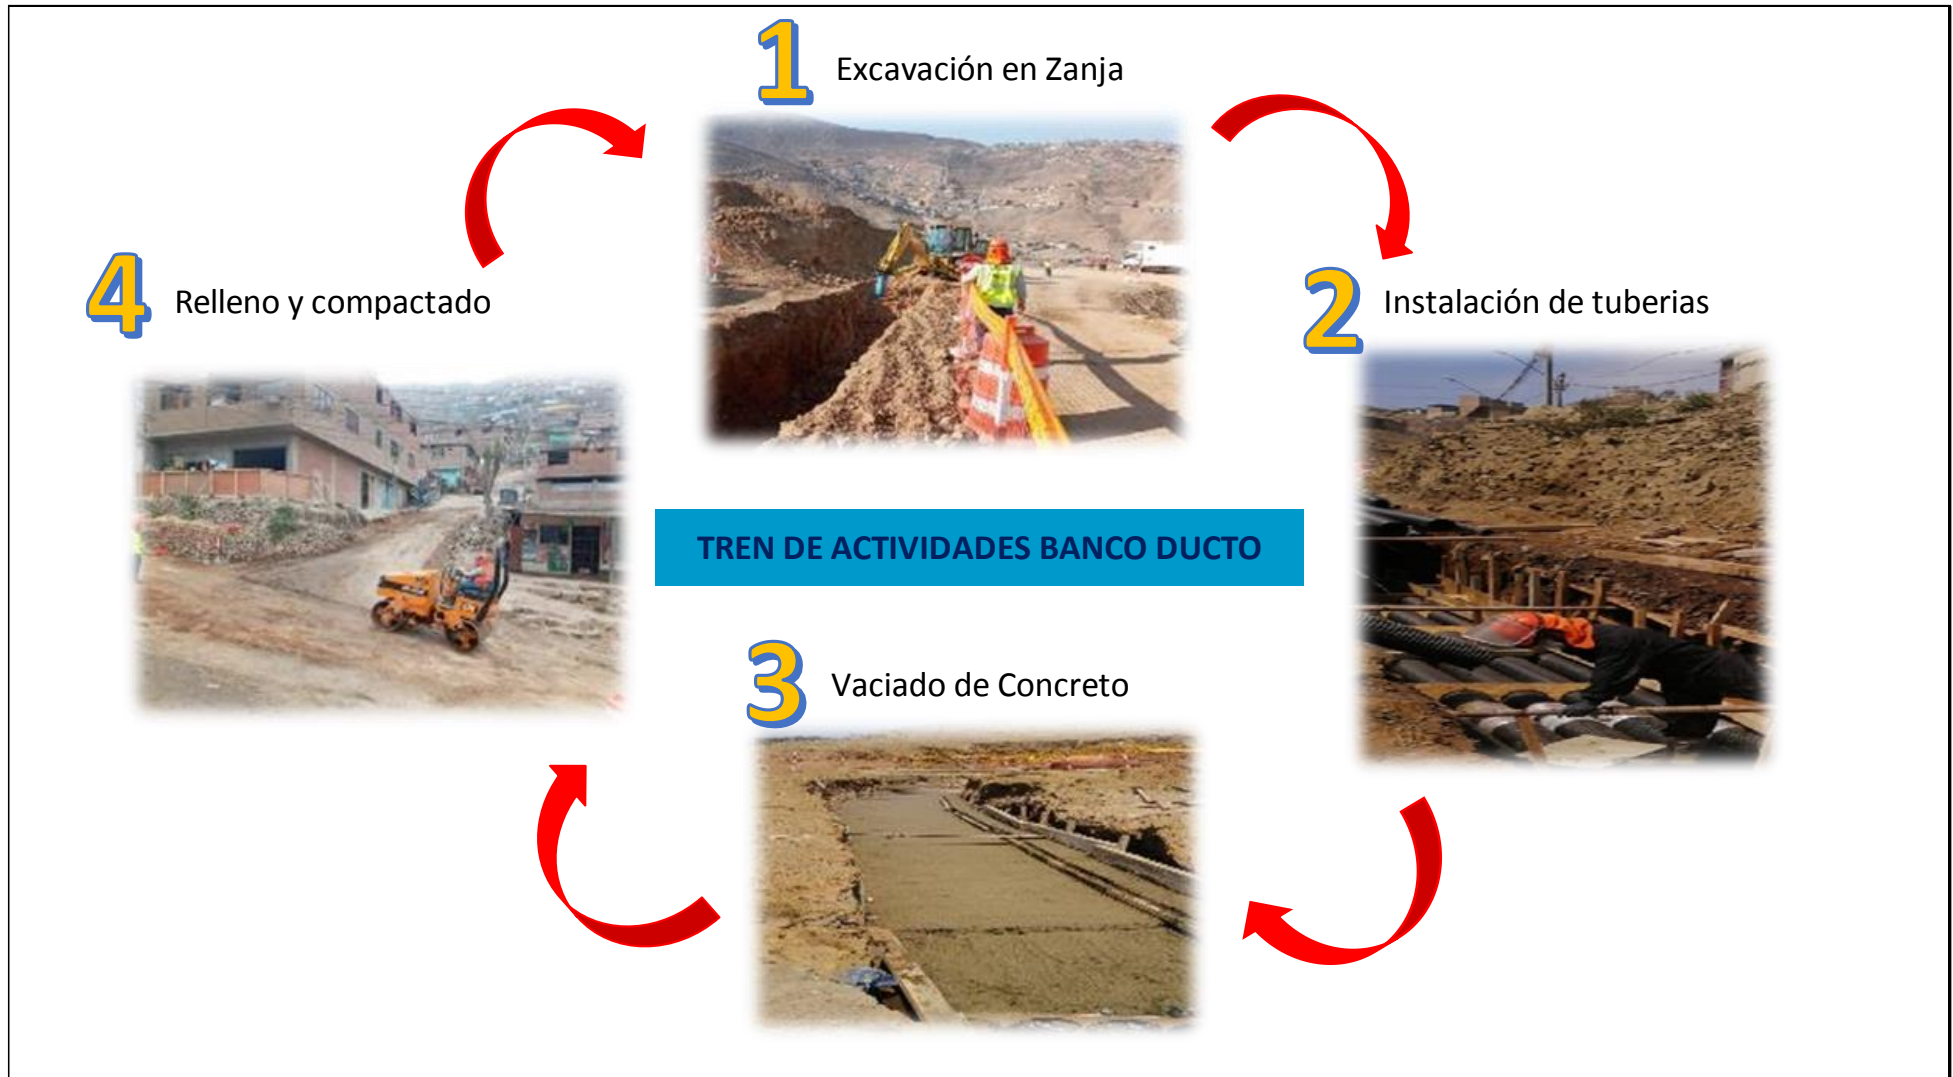 1 Excavación en Zanja
2 Instalación de tuberias
3 Vaciado de Concreto
4 Relleno y compactado
TREN DE ACTIVIDADES BANCO DUCTO